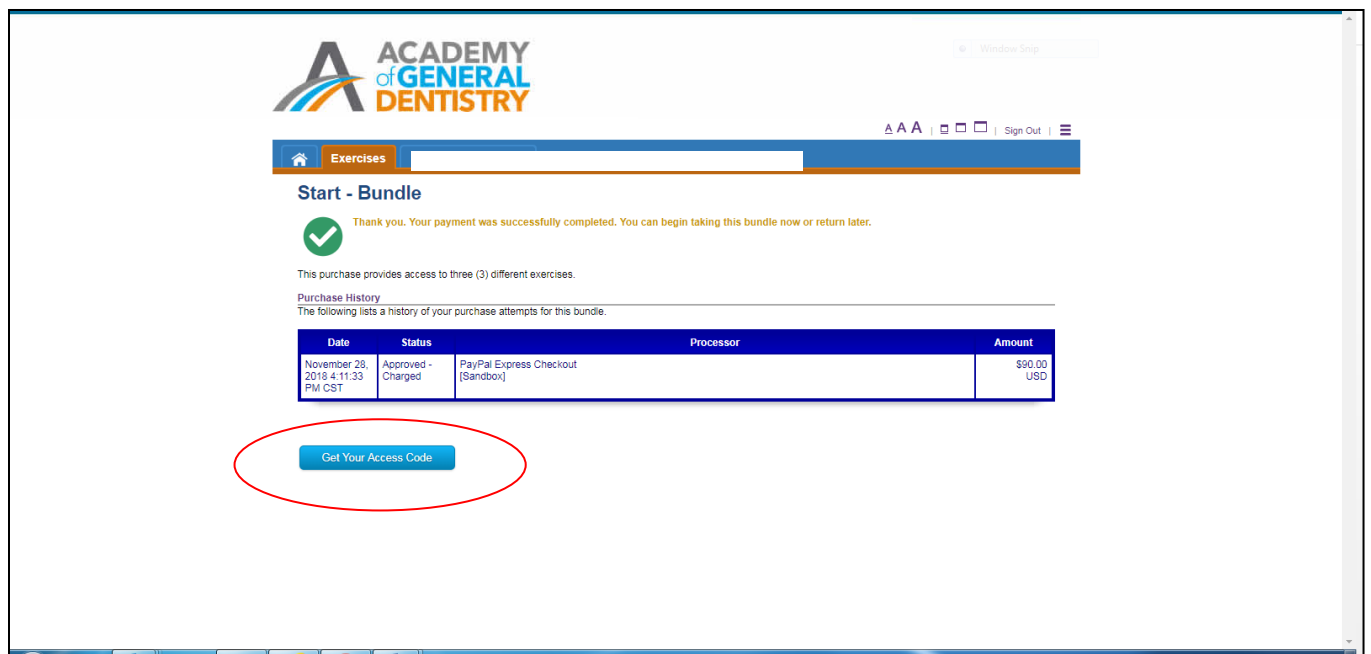 ACADEMY
of GENERAL
DENTISTRY
Window Snip
A A A | | Sign Out |
Exercises
Start - Bundle
Thank you. Your payment was successfully completed. You can begin taking this bundle now or return later.
This purchase provides access to three (3) different exercises.
Purchase History
The following lists a history of your purchase attempts for this bundle.
Date Status Processor Amount
November 28, Approved - PayPal Express Checkout $90.00
2018 4:11:33 Charged [Sandbox] USD
PM CST
Get Your Access Code